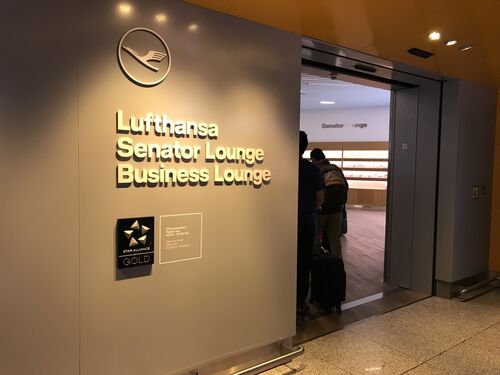 Lufthansa
Senator Lounge
Business Lounge
Senator Lounge
STAR ALLIANCE
GOLD